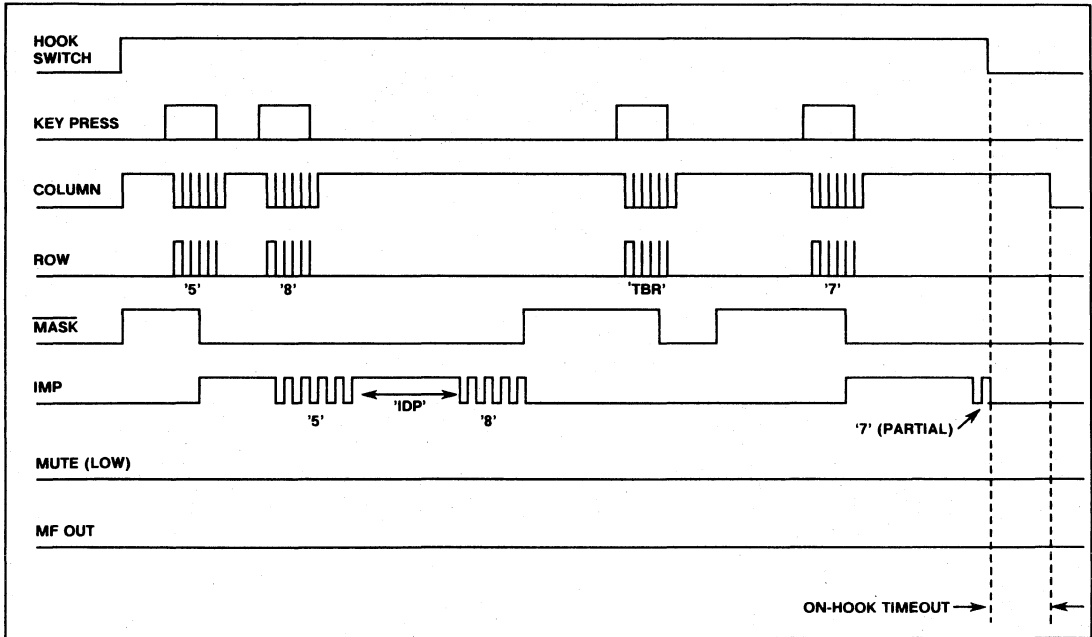 HOOK
SWITCH
KEY PRESS
COLUMN
ROW
'5' '8' 'TBR' '7'
MASK
IMP
'IDP'
'5' '8' '7' (PARTIAL)
MUTE (LOW)
MF OUT
ON-HOOK TIMEOUT